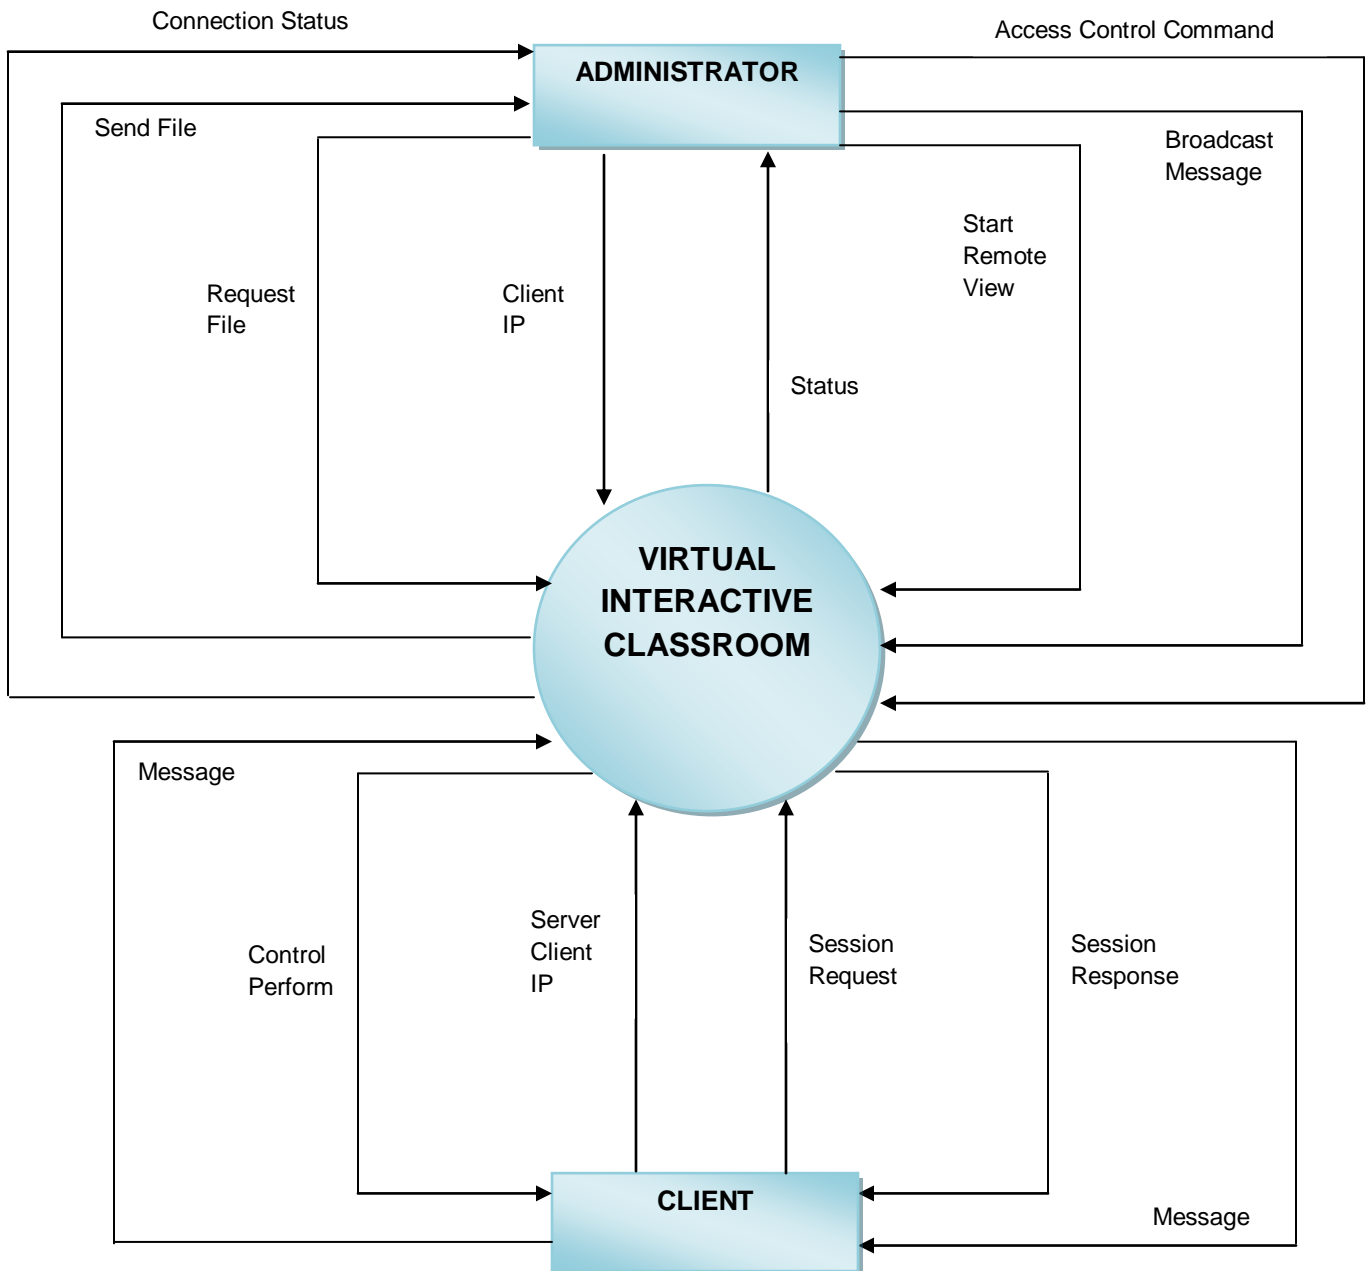 Connection Status
Access Control Command
ADMINISTRATOR
Send File
Broadcast
Message
Start
Remote
View
Request
File
Client
IP
Status
VIRTUAL
INTERACTIVE
CLASSROOM
Message
Server
Client
IP
Control
Perform
Session
Request
Session
Response
CLIENT
Message